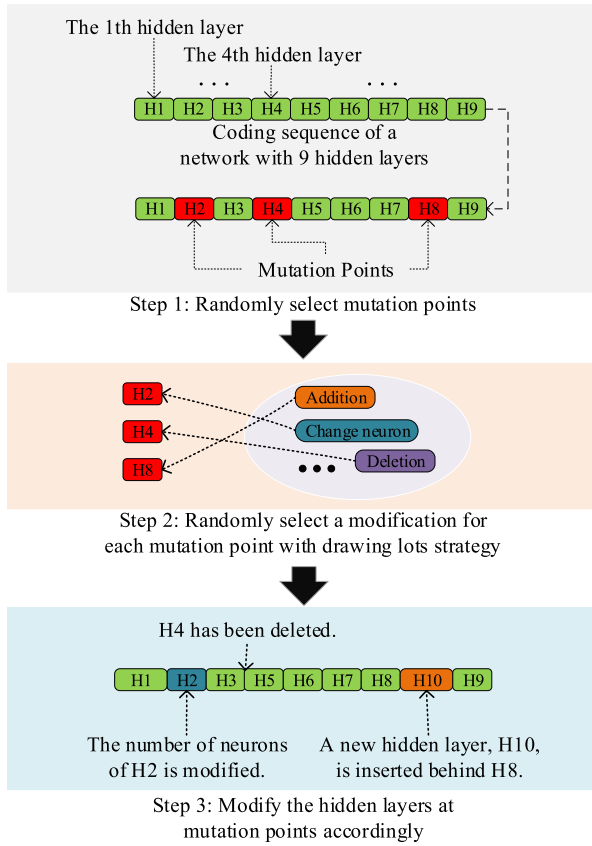 The 1th hidden layer
The 4th hidden layer
. . . . . .
H1 H2 H3 H4 H5 H6 H7 H8 H9
Coding sequence of a
network with 9 hidden layers
H1 H2 H3 H4 H5 H6 H7 H8 H9
Mutation Points
Step 1: Randomly select mutation points
H2 Addition
H4 Change neuron
H8 Deletion
...
Step 2: Randomly select a modification for
each mutation point with drawing lots strategy
H4 has been deleted.
H1 H2 H3 H5 H6 H7 H8 H10 H9
The number of neurons
of H2 is modified.
A new hidden layer, H10,
is inserted behind H8.
Step 3: Modify the hidden layers at
mutation points accordingly